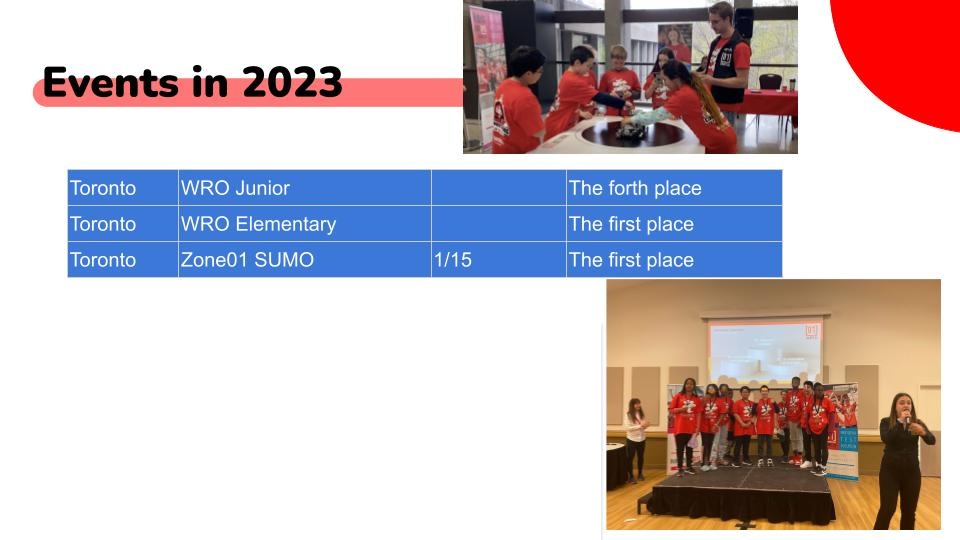 Events in 2023
Toronto WRO Junior The forth place
Toronto WRO Elementary The first place
Toronto Zone01 SUMO 1/15 The first place